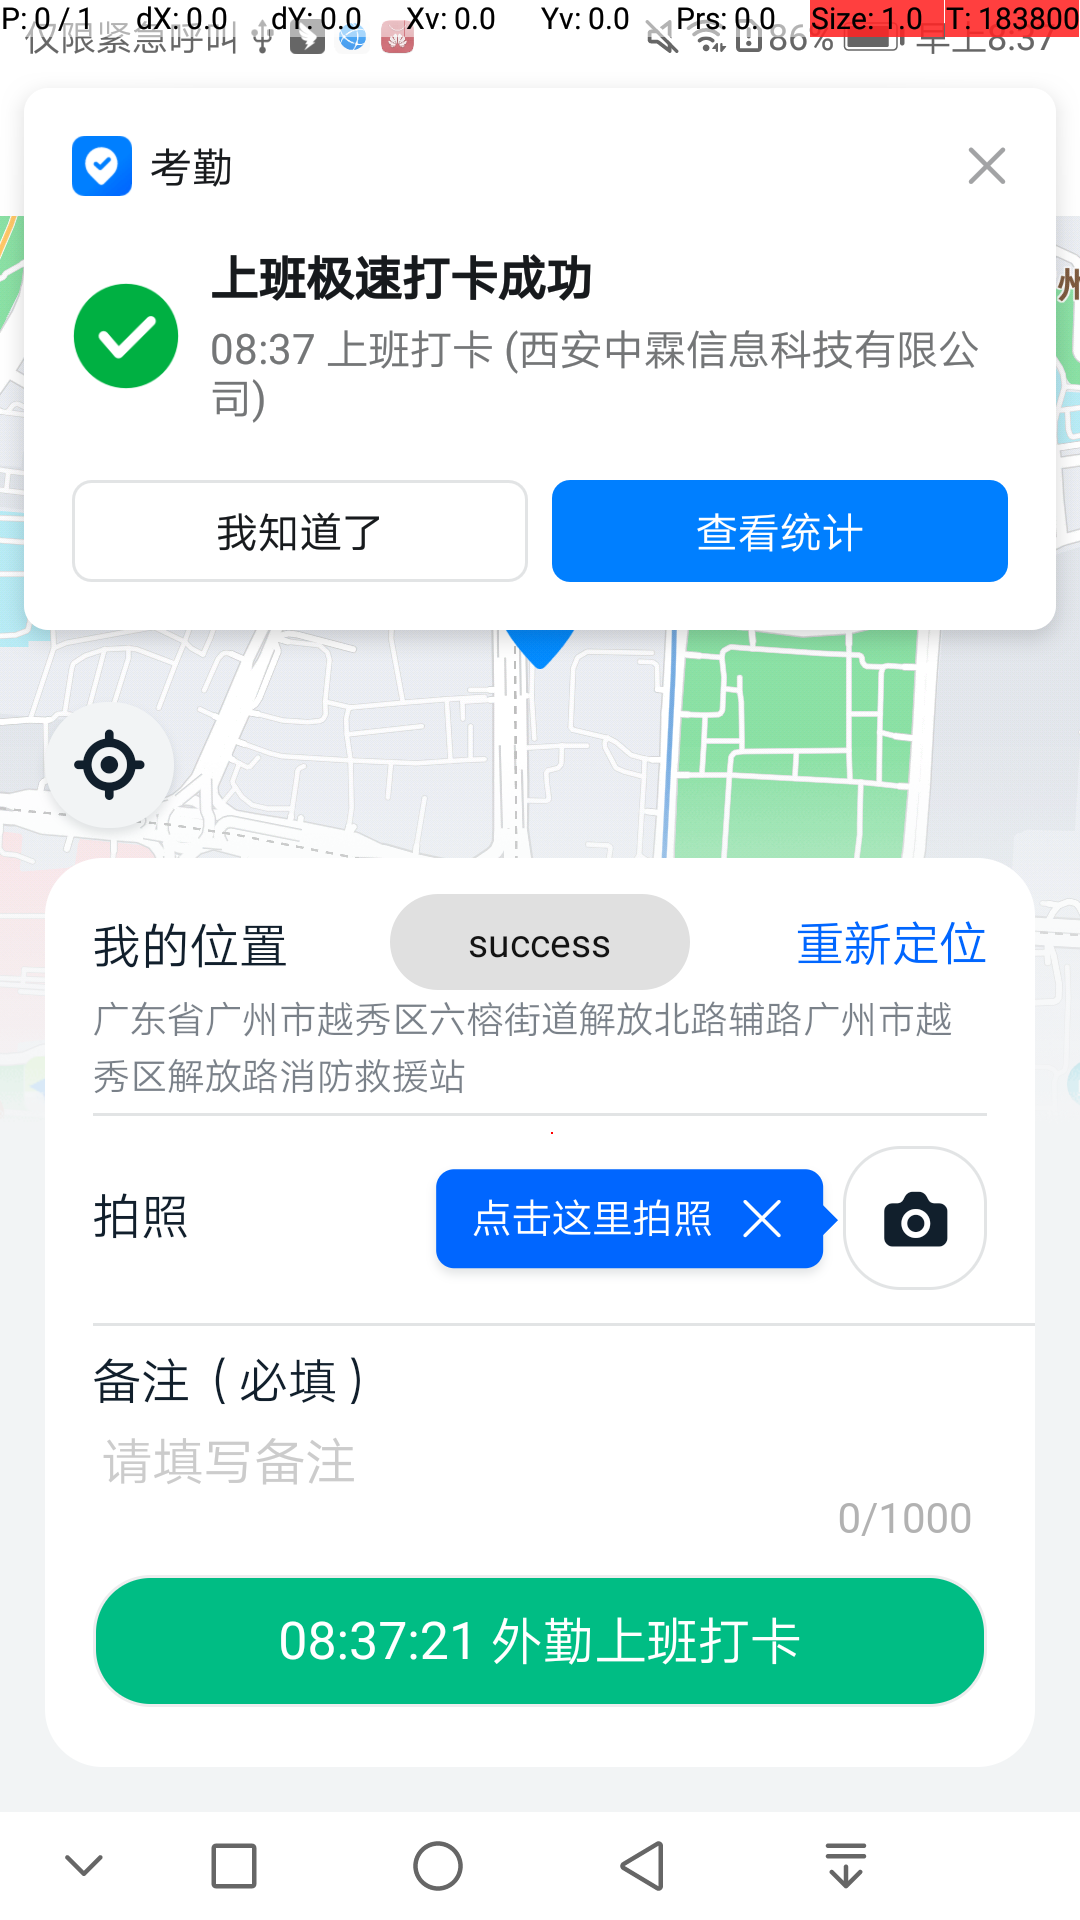 P: 0 / 1 dX: 0.0 dY: 0.0 Xv: 0.0 Yv: 0.0 Prs: 0.0 Size: 1.0 T: 183800
仅限紧急呼叫 86% 早上8:37
考勤
上班极速打卡成功
08:37 上班打卡 (西安中霖信息科技有限公
司)
我知道了 查看统计
州
我的位置 success 重新定位
广东省广州市越秀区六榕街道解放北路辅路广州市越
秀区解放路消防救援站
拍照 点击这里拍照
备注（必填）
请填写备注
0/1000
08:37:21 外勤上班打卡